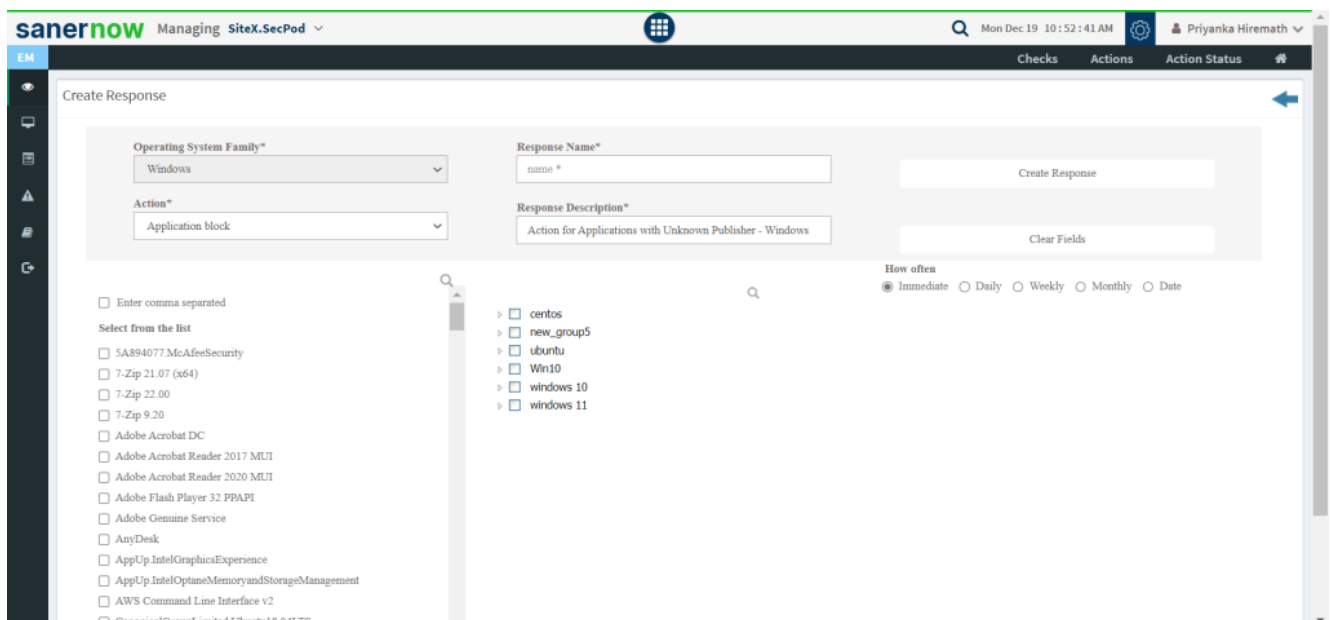 sanernow Managing SiteX.SecPod Mon Dec 19 10:52:41 AM Priyanka Hiremath
EM Checks Actions Action Status
Create Response
Operating System Family*
Windows
Action*
Application block
Response Name*
name *
Response Description*
Action for Applications with Unknown Publisher - Windows
Create Response
Clear Fields
How often
Immediate Daily Weekly Monthly Date
Enter comma separated
Select from the list
5A894077.McAfeeSecurity
7-Zip 21.07 (x64)
7-Zip 22.00
7-Zip 9.20
Adobe Acrobat DC
Adobe Acrobat Reader 2017 MUI
Adobe Acrobat Reader 2020 MUI
Adobe Flash Player 32 PPAPI
Adobe Genuine Service
AnyDesk
AppUp.IntelGraphicsExperience
AppUp.IntelOptaneMemoryandStorageManagement
AWS Command Line Interface v2
centos
new_group5
ubuntu
Win10
windows 10
windows 11